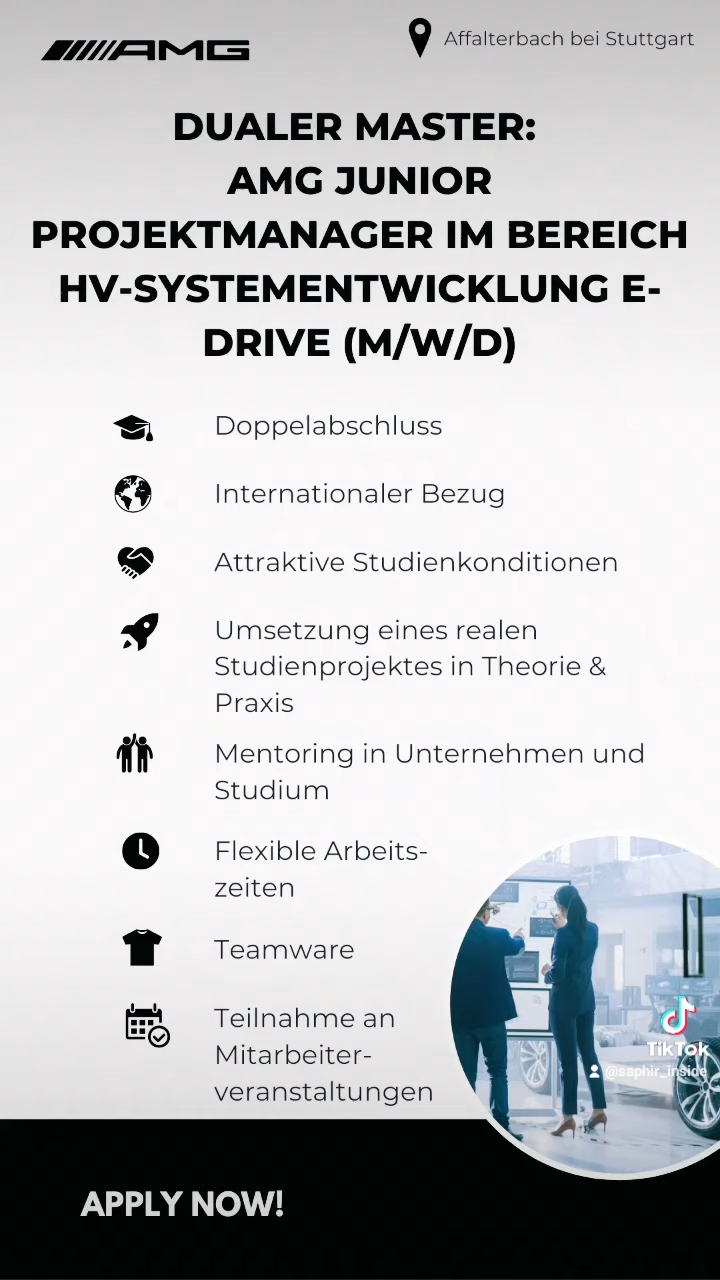 AMG
Affalterbach bei Stuttgart
DUALER MASTER:
AMG JUNIOR
PROJEKTMANAGER IM BEREICH
HV-SYSTEMENTWICKLUNG E-
DRIVE (M/W/D)
Doppelabschluss
Internationaler Bezug
Attraktive Studienkonditionen
Umsetzung eines realen
Studienprojektes in Theorie &
Praxis
Mentoring in Unternehmen und
Studium
Flexible Arbeits-
zeiten
Teamware
Teilnahme an
Mitarbeiter-
veranstaltungen
TikTok
@saphir_inside
APPLY NOW!